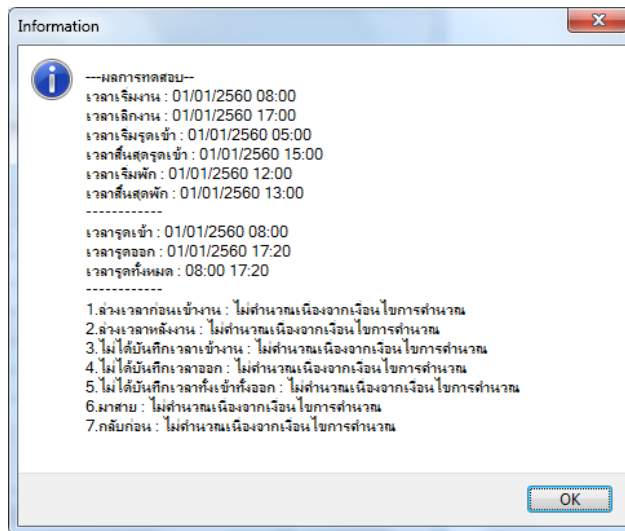 Information
---ผลการทดสอบ--
เวลาเริ่มงาน : 01/01/2560 08:00
เวลาเลิกงาน : 01/01/2560 17:00
เวลาเริ่มรูดเข้า : 01/01/2560 05:00
เวลาสิ้นสุดรูดเข้า : 01/01/2560 15:00
เวลาเริ่มพัก : 01/01/2560 12:00
เวลาสิ้นสุดพัก : 01/01/2560 13:00
------------
เวลารูดเข้า : 01/01/2560 08:00
เวลารูดออก : 01/01/2560 17:20
เวลารูดทั้งหมด : 08:00 17:20
------------
1.ล่วงเวลาก่อนเข้างาน : ไม่คำนวณเนื่องจากเงื่อนไขการคำนวณ
2.ล่วงเวลาหลังงาน : ไม่คำนวณเนื่องจากเงื่อนไขการคำนวณ
3.ไม่ได้บันทึกเวลาเข้างาน : ไม่คำนวณเนื่องจากเงื่อนไขการคำนวณ
4.ไม่ได้บันทึกเวลาออก : ไม่คำนวณเนื่องจากเงื่อนไขการคำนวณ
5.ไม่ได้บันทึกเวลาทั้งเข้าทั้งออก : ไม่คำนวณเนื่องจากเงื่อนไขการคำนวณ
6.มาสาย : ไม่คำนวณเนื่องจากเงื่อนไขการคำนวณ
7.กลับก่อน : ไม่คำนวณเนื่องจากเงื่อนไขการคำนวณ
OK